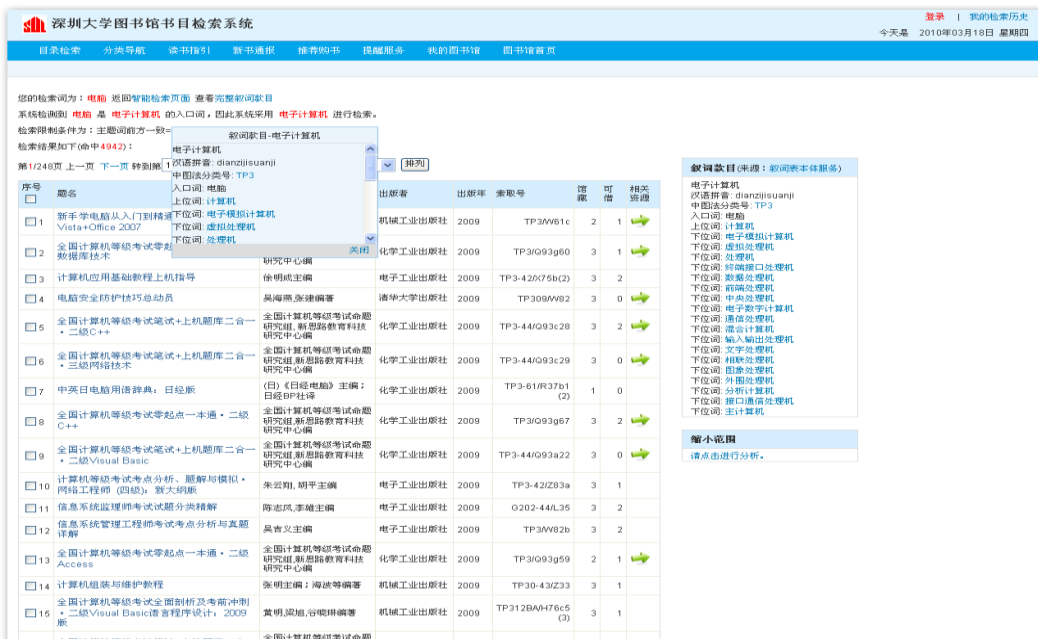 深圳大学图书馆书目检索系统
登录 | 我的检索历史
今天是 2010年03月18日 星期四
目录检索 分类导航 读书指引 新书通报 推荐购书 提醒服务 我的图书馆 图书馆首页
您的检索词为：电脑 返回智能检索页面 查看完整叙词款目
系统检测到 电脑 是 电子计算机 的入口词，因此系统采用 电子计算机 进行检索。
检索限制条件为：主题词前方一致=
检索结果如下(命中4942)：
第1/248页 上一页 下一页 转到第 1
排列
叙词款目-电子计算机
电子计算机
汉语拼音: dianzijisuanji
中图法分类号: TP3
入口词: 电脑
上位词: 计算机
下位词: 电子模拟计算机
下位词: 虚拟处理机
下位词: 处理机
关闭
序号 题名 出版者 出版年 索取号 馆藏 可借 相关资源
1 新手学电脑从入门到精通 Vista+Office 2007 机械工业出版社 2009 TP3/W61c 2 1
2 全国计算机等级考试零起 数据库技术 研究中心编 化学工业出版社 2009 TP3/Q93g60 3 1
3 计算机应用基础教程上机指导 徐明成主编 电子工业出版社 2009 TP3-42/X75b(2) 3 2
4 电脑安全防护技巧总动员 吴海燕,张建编著 清华大学出版社 2009 TP309/W82 3 0
5 全国计算机等级考试笔试+上机题库二合一·二级C++ 全国计算机等级考试命题研究组,新思路教育科技研究中心编 化学工业出版社 2009 TP3-44/Q93c28 3 2
6 全国计算机等级考试笔试+上机题库二合一·三级网络技术 全国计算机等级考试命题研究组,新思路教育科技研究中心编 化学工业出版社 2009 TP3-44/Q93c29 3 0
7 中英日电脑用语辞典：日经版 (日)《日经电脑》主编；日经BP社译 化学工业出版社 2009 TP3-61/R37b1(2) 1 0
8 全国计算机等级考试零起点一本通·二级C++ 全国计算机等级考试命题研究组,新思路教育科技研究中心编 化学工业出版社 2009 TP3/Q93g67 3 2
9 全国计算机等级考试笔试+上机题库二合一·二级Visual Basic 全国计算机等级考试命题研究组,新思路教育科技研究中心编 化学工业出版社 2009 TP3-44/Q93a22 3 0
10 计算机等级考试考点分析、题解与模拟·网络工程师 (四级)：新大纲版 朱云翔,胡平主编 电子工业出版社 2009 TP3-42/Z83a 3 1
11 信息系统监理师考试试题分类精解 陈志风,李雄主编 电子工业出版社 2009 G202-44/L35 3 2
12 信息系统管理工程师考试考点分析与真题详解 吴吉义主编 电子工业出版社 2009 TP3/W82b 3 2
13 全国计算机等级考试零起点一本通·二级Access 全国计算机等级考试命题研究组,新思路教育科技研究中心编 化学工业出版社 2009 TP3/Q93g59 2 1
14 计算机组装与维护教程 张明主编；海波等编著 机械工业出版社 2009 TP30-43/Z33 3 1
15 全国计算机等级考试全面剖析及考前冲刺·二级Visual Basic语言程序设计：2009版 黄明,梁旭,谷晓琳编著 机械工业出版社 2009 TP312BA/H76c5(3) 3 1
叙词款目(来源：叙词表本体服务)
电子计算机
汉语拼音: dianzijisuanji
中图法分类号: TP3
入口词: 电脑
上位词: 计算机
下位词: 电子模拟计算机
下位词: 虚拟处理机
下位词: 处理机
下位词: 终端接口处理机
下位词: 数据处理机
下位词: 前端处理机
下位词: 中央处理机
下位词: 电子数字计算机
下位词: 通信处理机
下位词: 混合计算机
下位词: 输入输出处理机
下位词: 文字处理机
下位词: 相联处理机
下位词: 图象处理机
下位词: 外围处理机
下位词: 分析计算机
下位词: 接口通信处理机
下位词: 主计算机
缩小范围
请点击进行分析。